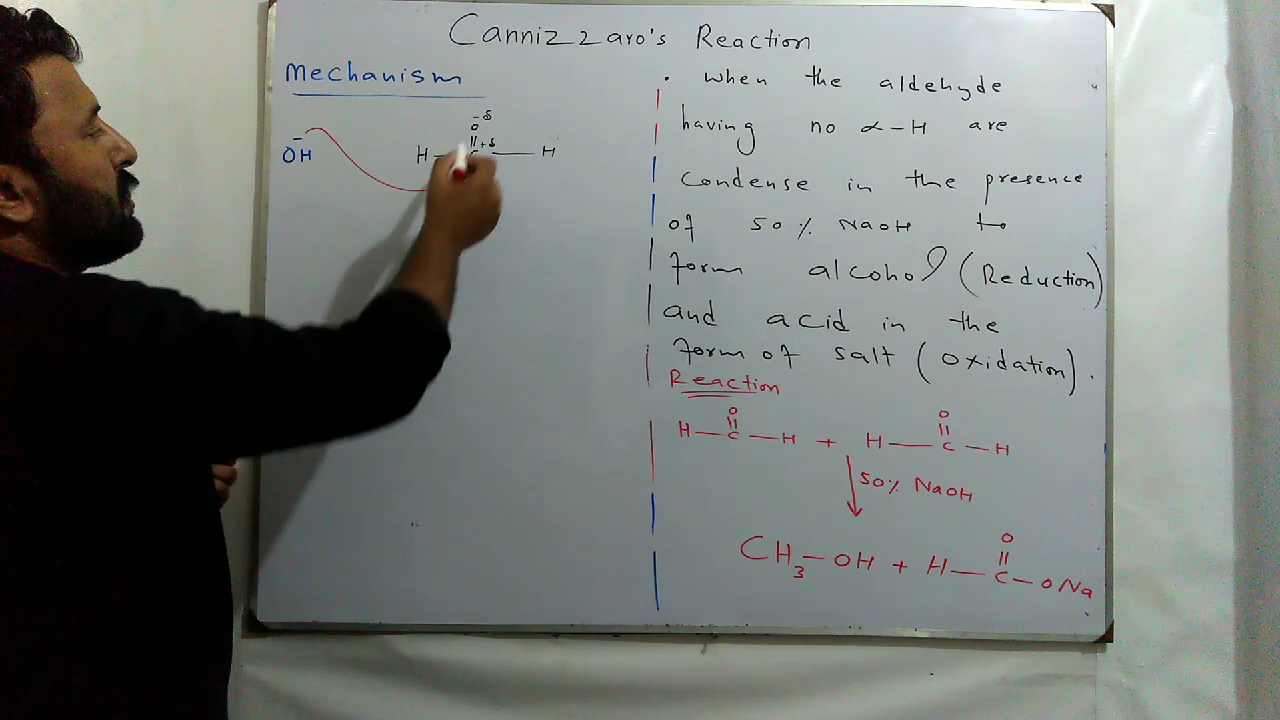 Cannizzaro's Reaction
Mechanism
-δ
O
||
+δ
ŌH H — C — H
. when the aldehyde
having no α-H are
condense in the presence
of 50% NaOH to
form alcohol (Reduction)
and acid in the
form of salt (oxidation).
Reaction
O O
|| ||
H — C — H + H — C — H
50% NaOH
O
||
CH₃ — OH + H — C — ONa